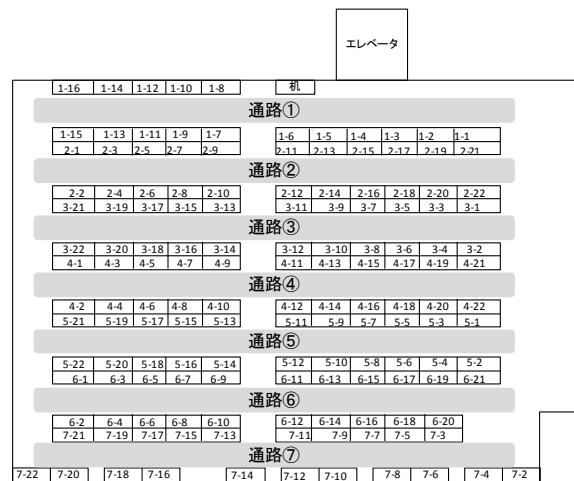 エレベータ
1-16 1-14 1-12 1-10 1-8 机
通路①
1-15 1-13 1-11 1-9 1-7 1-6 1-5 1-4 1-3 1-2 1-1
2-1 2-3 2-5 2-7 2-9 2-11 2-13 2-15 2-17 2-19 2-21
通路②
2-2 2-4 2-6 2-8 2-10 2-12 2-14 2-16 2-18 2-20 2-22
3-21 3-19 3-17 3-15 3-13 3-11 3-9 3-7 3-5 3-3 3-1
通路③
3-22 3-20 3-18 3-16 3-14 3-12 3-10 3-8 3-6 3-4 3-2
4-1 4-3 4-5 4-7 4-9 4-11 4-13 4-15 4-17 4-19 4-21
通路④
4-2 4-4 4-6 4-8 4-10 4-12 4-14 4-16 4-18 4-20 4-22
5-21 5-19 5-17 5-15 5-13 5-11 5-9 5-7 5-5 5-3 5-1
通路⑤
5-22 5-20 5-18 5-16 5-14 5-12 5-10 5-8 5-6 5-4 5-2
6-1 6-3 6-5 6-7 6-9 6-11 6-13 6-15 6-17 6-19 6-21
通路⑥
6-2 6-4 6-6 6-8 6-10 6-12 6-14 6-16 6-18 6-20
7-21 7-19 7-17 7-15 7-13 7-11 7-9 7-7 7-5 7-3
通路⑦
7-22 7-20 7-18 7-16 7-14 7-12 7-10 7-8 7-6 7-4 7-2